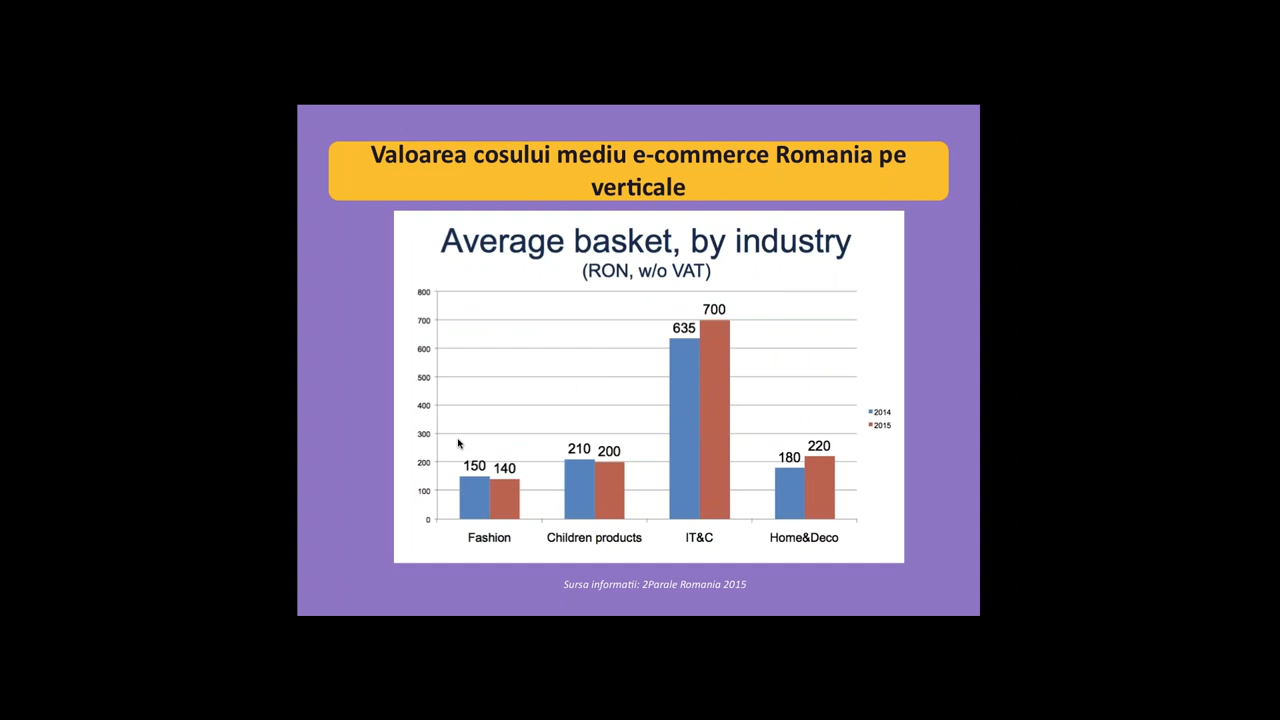 Valoarea cosului mediu e-commerce Romania pe
verticale
Average basket, by industry
(RON, w/o VAT)
800
700
600
500
400
300
200
100
0
150
140
210
200
635
700
180
220
Fashion
Children products
IT&C
Home&Deco
2014
2015
Sursa informatii: 2Parale Romania 2015